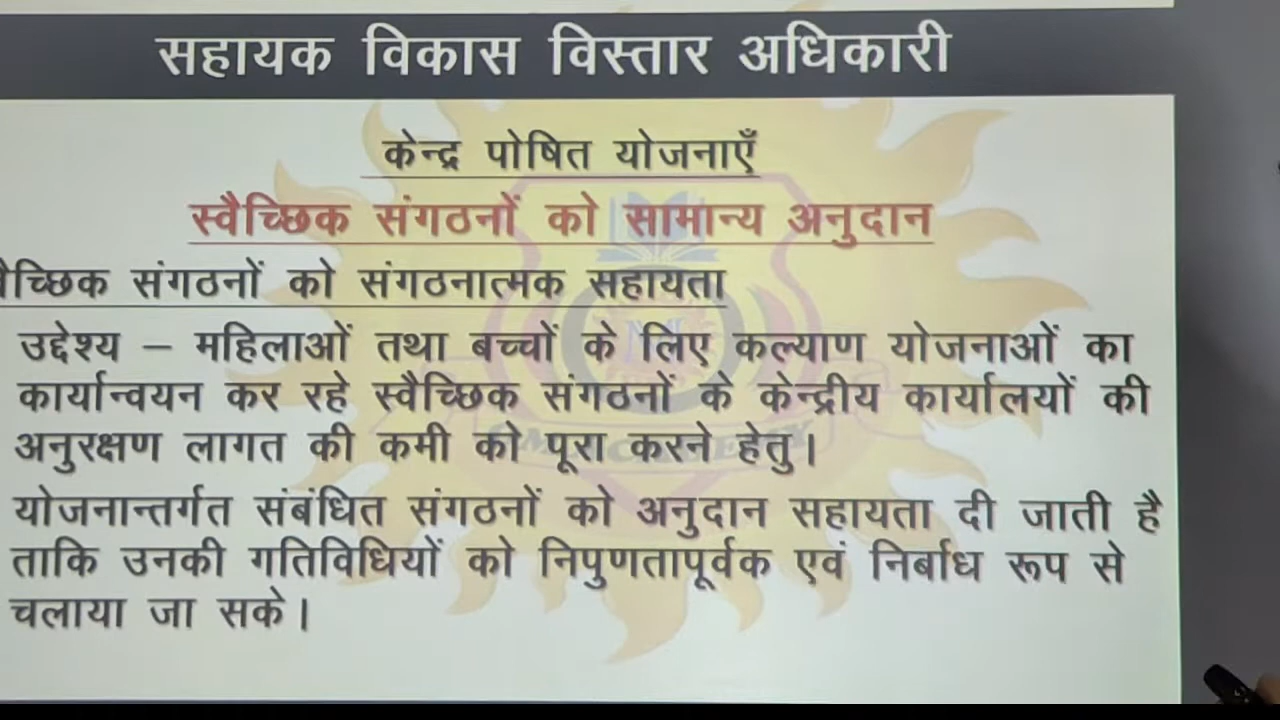 सहायक विकास विस्तार अधिकारी
केन्द्र पोषित योजनाएँ
स्वैच्छिक संगठनों को सामान्य अनुदान
संगठनों को संगठनात्मक सहायता
उद्देश्य – महिलाओं तथा बच्चों के लिए कल्याण योजनाओं का
कार्यान्वयन कर रहे स्वैच्छिक संगठनों के केन्द्रीय कार्यालयों की
अनुरक्षण लागत की कमी को पूरा करने हेतु।
योजनान्तर्गत संबंधित संगठनों को अनुदान सहायता दी जाती है
ताकि उनकी गतिविधियों को निपुणतापूर्वक एवं निर्बाध रूप से
चलाया जा सके।